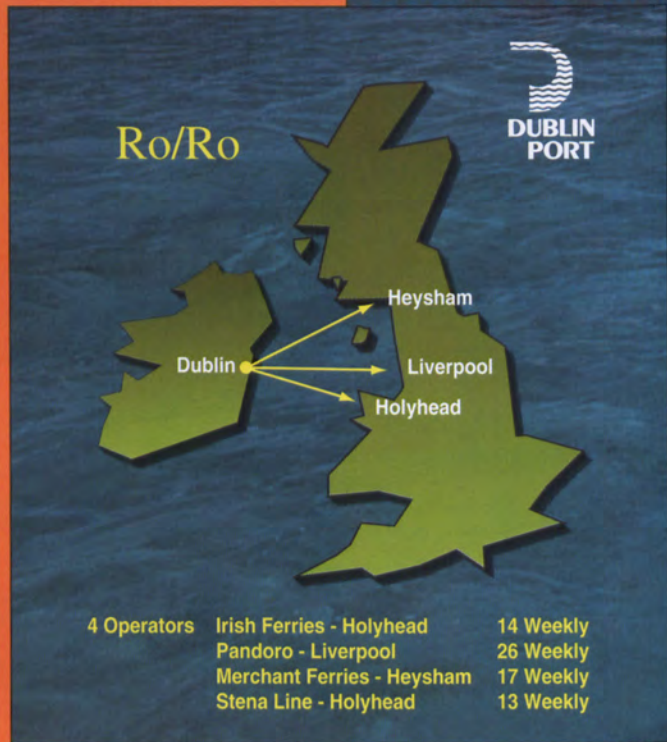 Ro/Ro
DUBLIN
PORT
Heysham
Dublin
Liverpool
Holyhead
4 Operators Irish Ferries - Holyhead 14 Weekly
Pandoro - Liverpool 26 Weekly
Merchant Ferries - Heysham 17 Weekly
Stena Line - Holyhead 13 Weekly